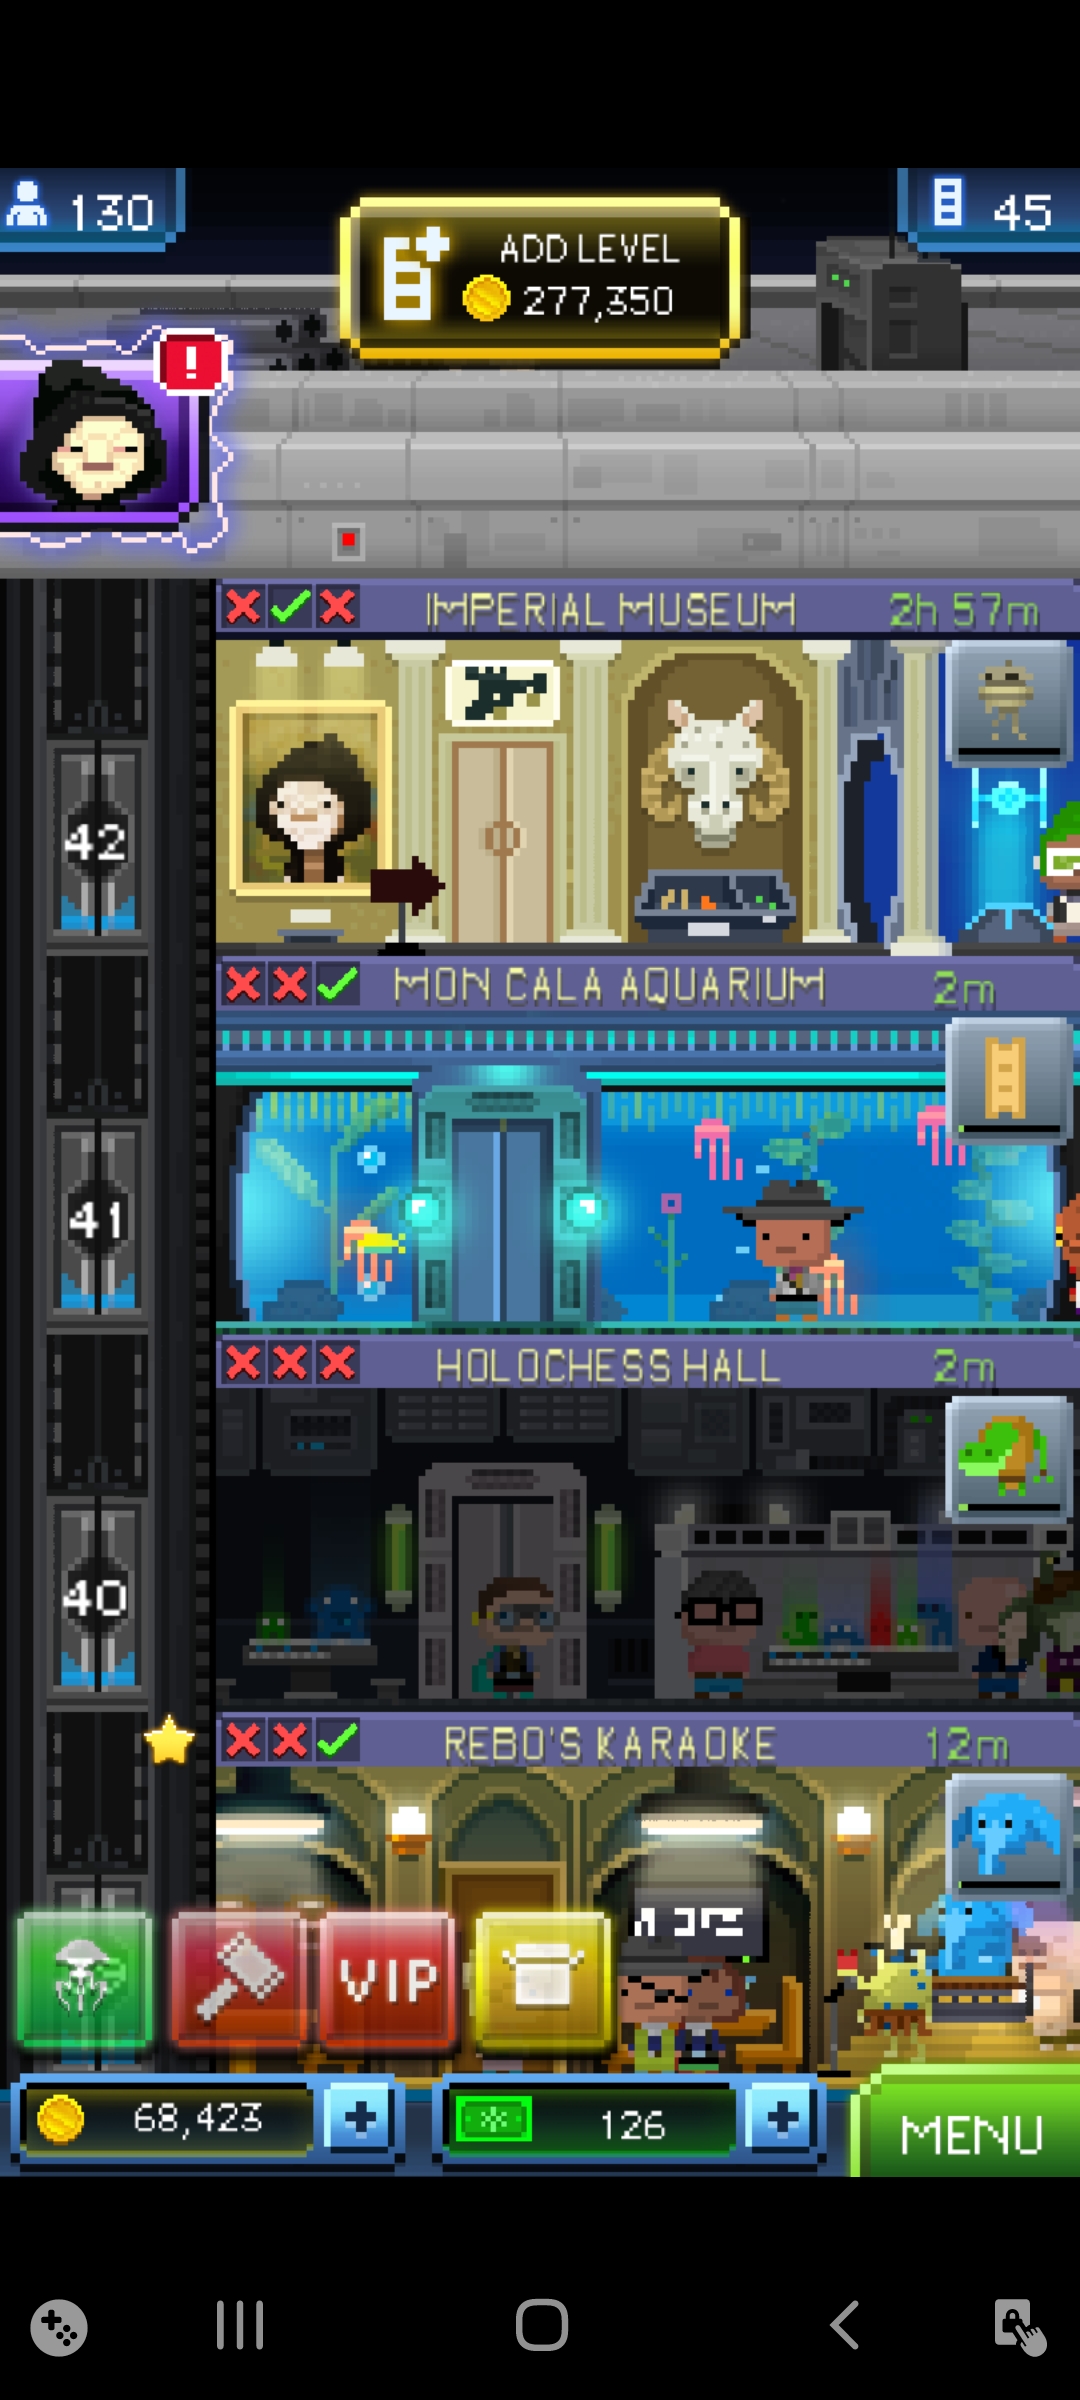 130
ADD LEVEL
277,350
45
!
IMPERIAL MUSEUM 2h 57m
42
MON CALA AQUARIUM 2m
41
HOLOCHESS HALL 2m
40
REBO'S KARAOKE 12m
VIP
68,423
126
MENU